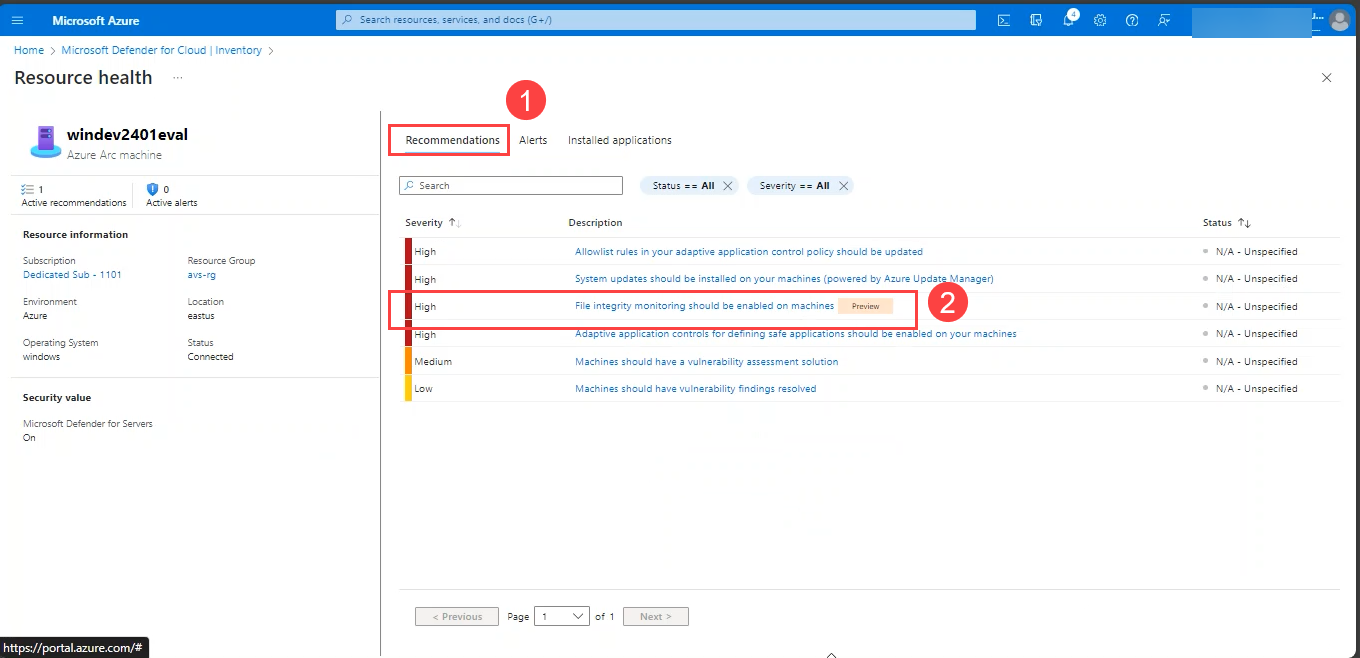 Microsoft Azure
Search resources, services, and docs (G+/)
4
Home > Microsoft Defender for Cloud | Inventory >
Resource health ...
1
windev2401eval
Azure Arc machine
Recommendations Alerts Installed applications
1
Active recommendations
0
Active alerts
Search
Status == All
Severity == All
Resource information
Subscription
Dedicated Sub - 1101
Resource Group
avs-rg
Environment
Azure
Location
eastus
Operating System
windows
Status
Connected
Security value
Microsoft Defender for Servers
On
Severity Description Status
High Allowlist rules in your adaptive application control policy should be updated N/A - Unspecified
High System updates should be installed on your machines (powered by Azure Update Manager) N/A - Unspecified
High File integrity monitoring should be enabled on machines Preview N/A - Unspecified
2
High Adaptive application controls for defining safe applications should be enabled on your machines N/A - Unspecified
Medium Machines should have a vulnerability assessment solution N/A - Unspecified
Low Machines should have vulnerability findings resolved N/A - Unspecified
< Previous Page 1 of 1 Next >
https://portal.azure.com/#